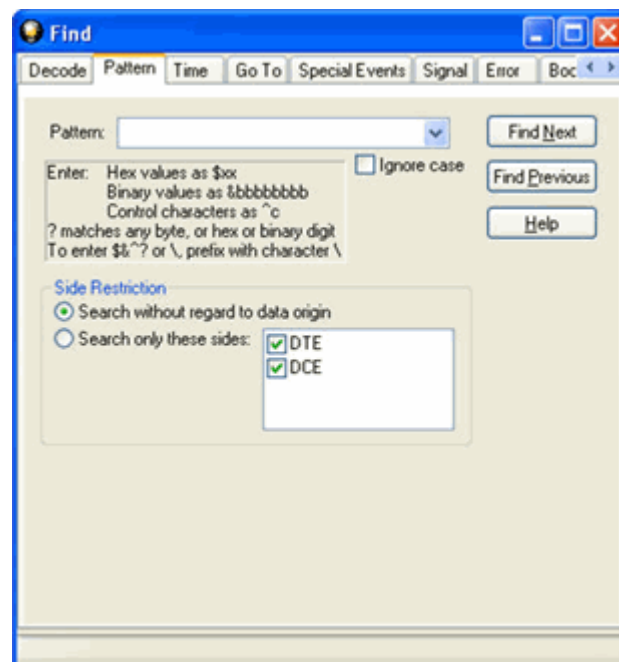 Find
Decode Pattern Time Go To Special Events Signal Error Boc
Pattern:
Find Next
Ignore case
Enter: Hex values as $xx
Binary values as &bbbbbbbb
Control characters as ^c
? matches any byte, or hex or binary digit
To enter $&^? or \, prefix with character \
Find Previous
Help
Side Restriction
Search without regard to data origin
Search only these sides:
DTE
DCE